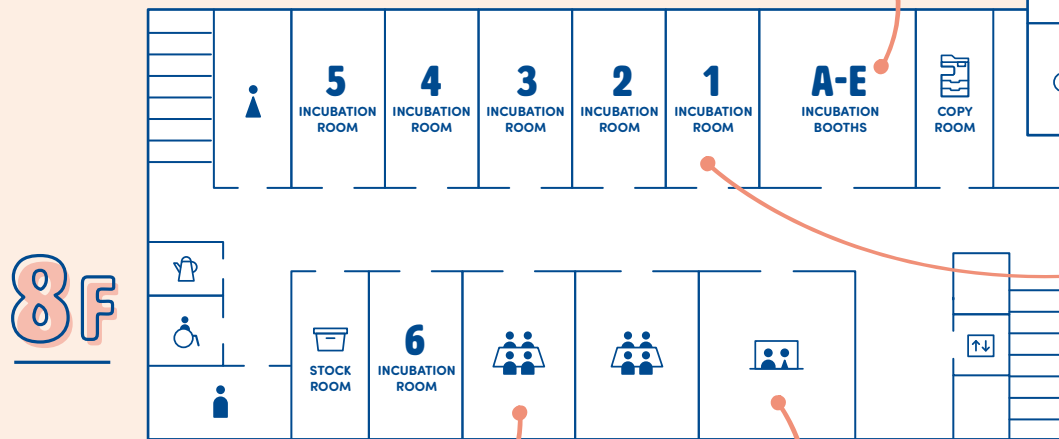 5
INCUBATION
ROOM
4
INCUBATION
ROOM
3
INCUBATION
ROOM
2
INCUBATION
ROOM
1
INCUBATION
ROOM
A-E
INCUBATION
BOOTHS
COPY
ROOM
8F
STOCK
ROOM
6
INCUBATION
ROOM